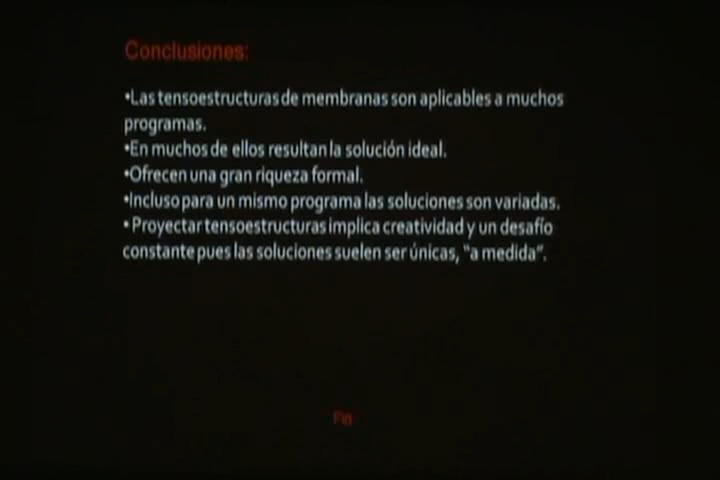 Conclusiones:
•Las tensoestructuras de membranas son aplicables a muchos
programas.
•En muchos de ellos resultan la solución ideal.
•Ofrecen una gran riqueza formal.
•Incluso para un mismo programa las soluciones son variadas.
• Proyectar tensoestructuras implica creatividad y un desafío
constante pues las soluciones suelen ser únicas, "a medida".
Fin